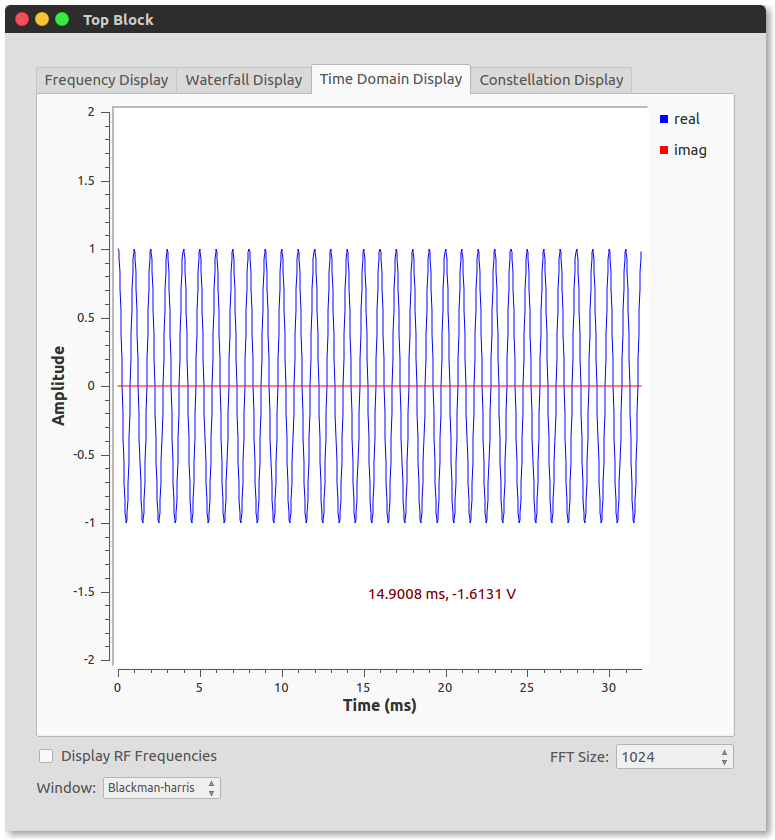 Top Block
Frequency Display
Waterfall Display
Time Domain Display
Constellation Display
2
1.5
1
0.5
0
-0.5
-1
-1.5
-2
Amplitude
real
imag
14.9008 ms, -1.6131 V
0 5 10 15 20 25 30
Time (ms)
Display RF Frequencies
FFT Size: 1024
Window: Blackman-harris